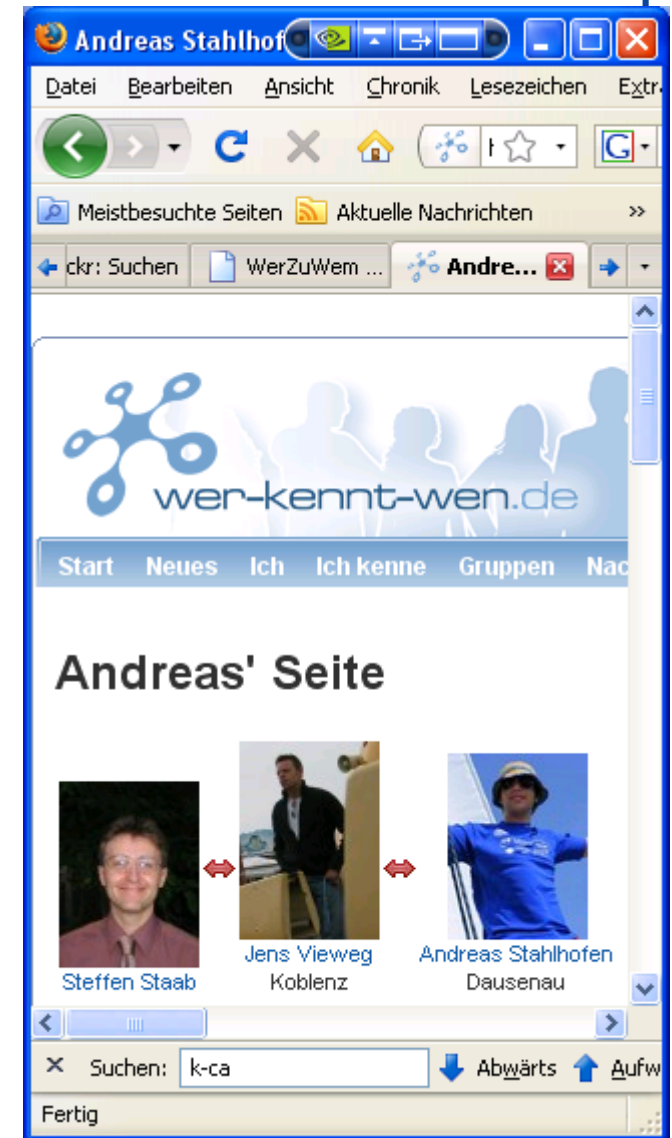 Andreas Stahlhof
Datei Bearbeiten Ansicht Chronik Lesezeichen Extr
G
Meistbesuchte Seiten Aktuelle Nachrichten »
ckr: Suchen WerZuWem ... Andre...
wer-kennt-wen.de
Start Neues Ich Ich kenne Gruppen Nac
Andreas' Seite
Steffen Staab
Jens Vieweg
Koblenz
Andreas Stahlhofen
Dausenau
Suchen: k-ca Abwärts Aufw
Fertig